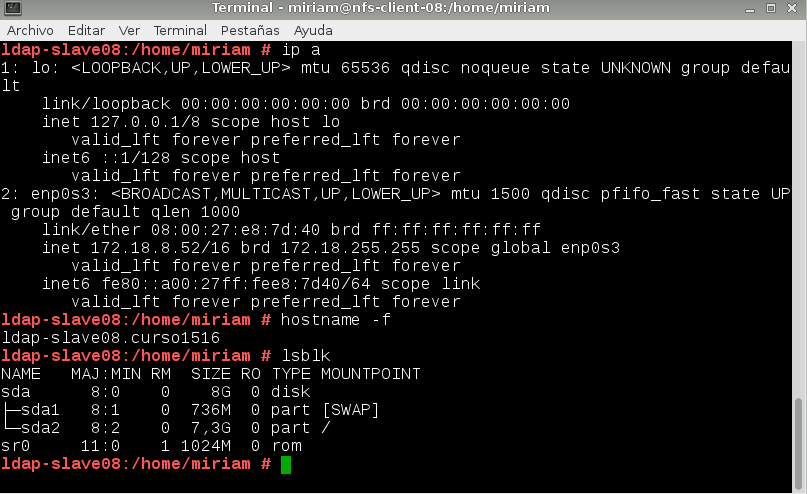 Terminal - miriam@nfs-client-08:/home/miriam
Archivo Editar Ver Terminal Pestañas Ayuda
ldap-slave08:/home/miriam # ip a
1: lo: <LOOPBACK,UP,LOWER_UP> mtu 65536 qdisc noqueue state UNKNOWN group defau
lt
    link/loopback 00:00:00:00:00:00 brd 00:00:00:00:00:00
    inet 127.0.0.1/8 scope host lo
       valid_lft forever preferred_lft forever
    inet6 ::1/128 scope host
       valid_lft forever preferred_lft forever
2: enp0s3: <BROADCAST,MULTICAST,UP,LOWER_UP> mtu 1500 qdisc pfifo_fast state UP
 group default qlen 1000
    link/ether 08:00:27:e8:7d:40 brd ff:ff:ff:ff:ff:ff
    inet 172.18.8.52/16 brd 172.18.255.255 scope global enp0s3
       valid_lft forever preferred_lft forever
    inet6 fe80::a00:27ff:fee8:7d40/64 scope link
       valid_lft forever preferred_lft forever
ldap-slave08:/home/miriam # hostname -f
ldap-slave08.curso1516
ldap-slave08:/home/miriam # lsblk
NAME   MAJ:MIN RM  SIZE RO TYPE MOUNTPOINT
sda      8:0    0    8G  0 disk
├─sda1   8:1    0  736M  0 part [SWAP]
└─sda2   8:2    0  7,3G  0 part /
sr0     11:0    1 1024M  0 rom
ldap-slave08:/home/miriam #